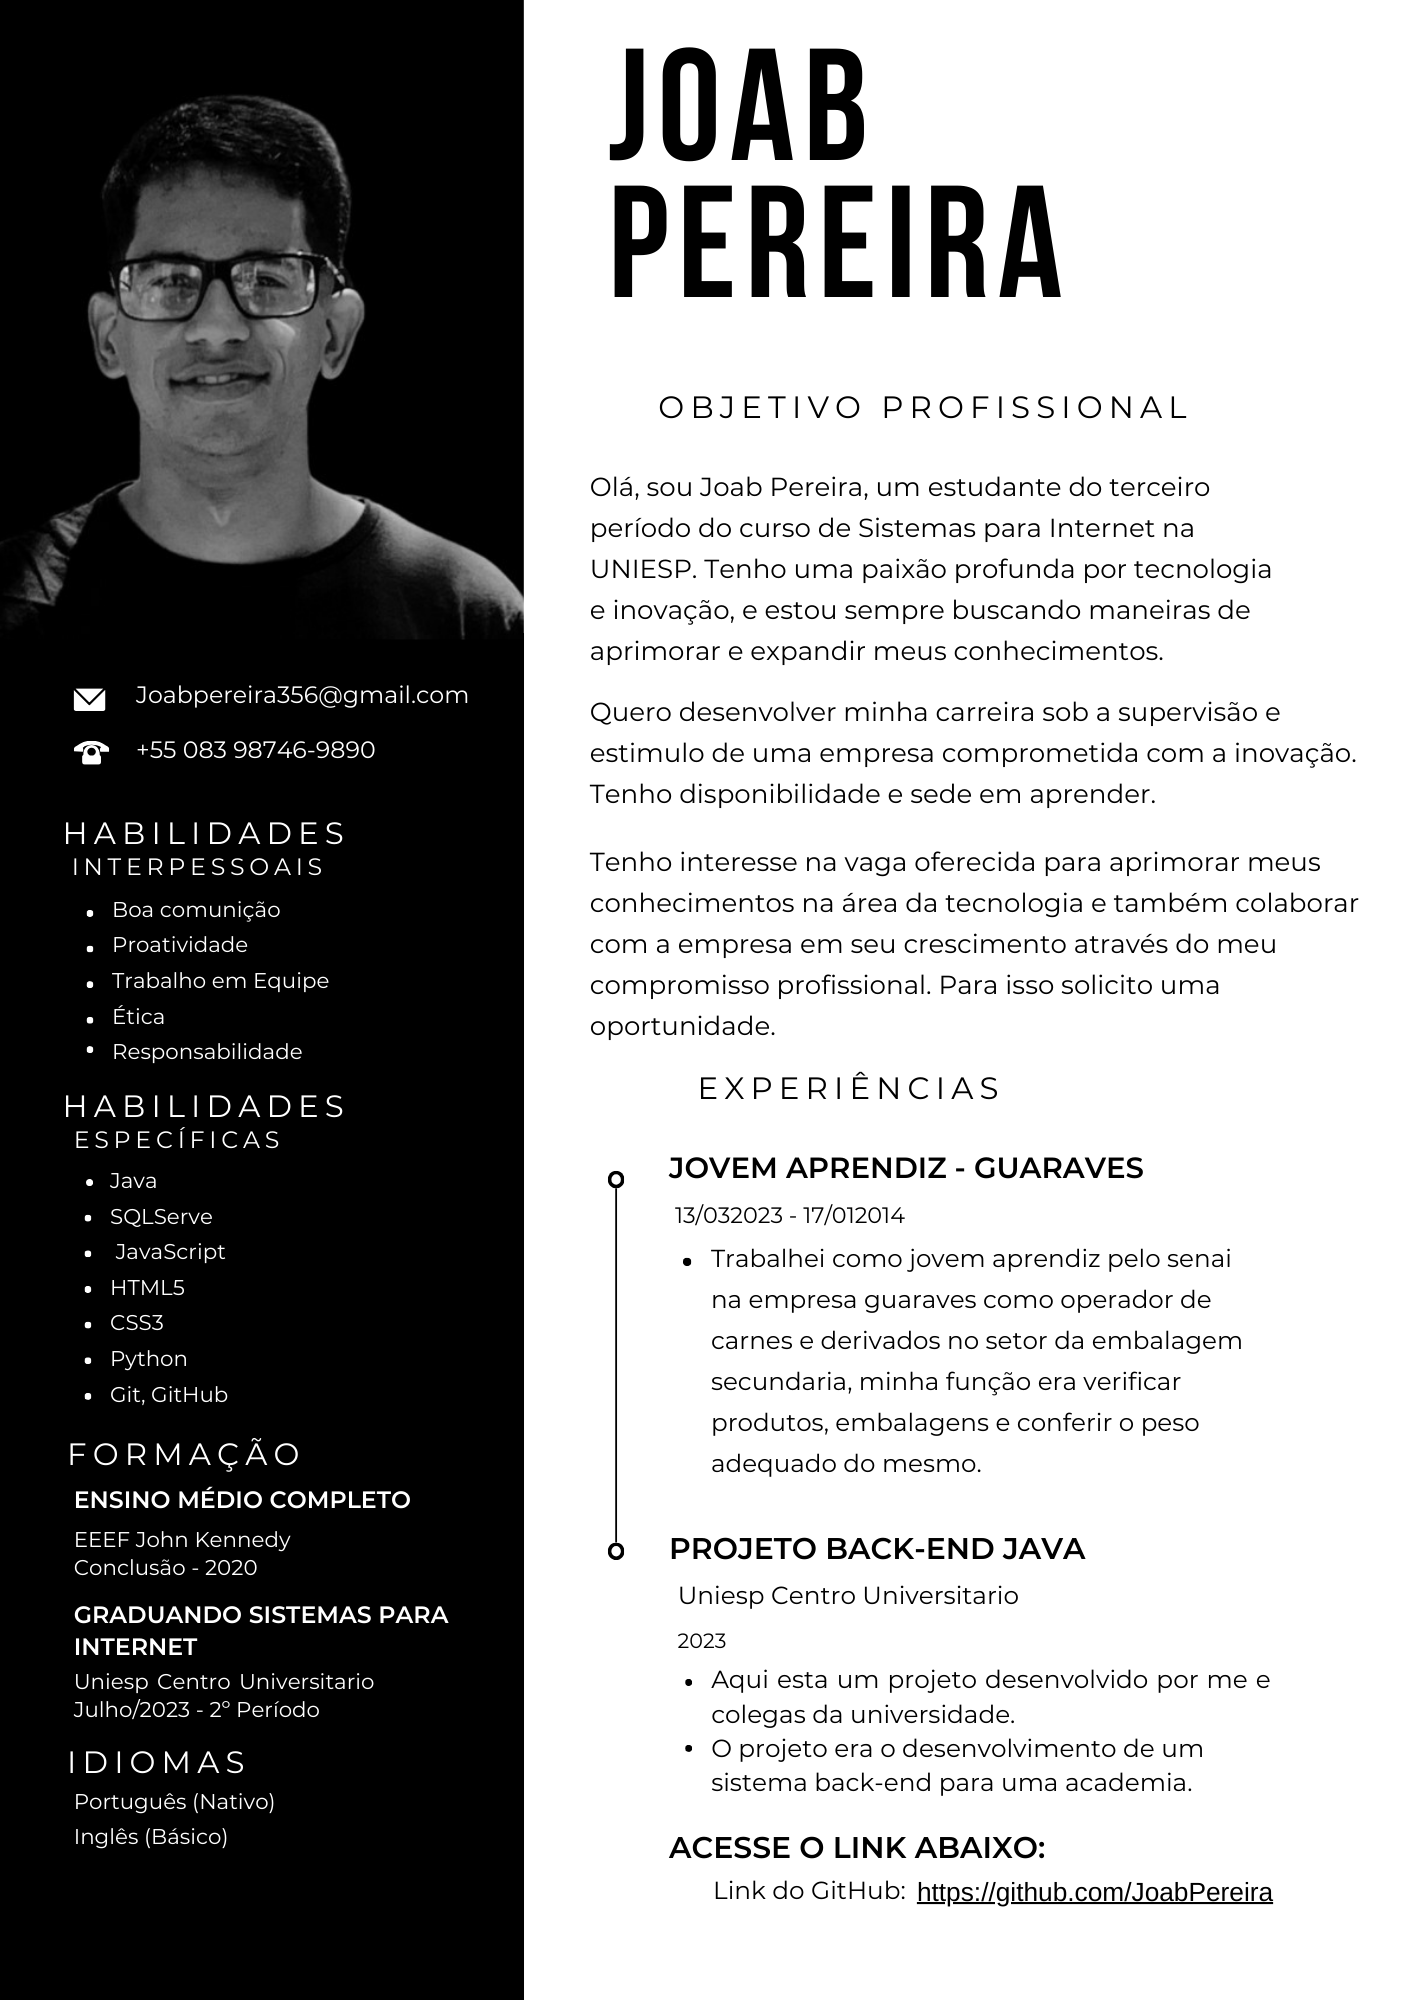 JOAB
PEREIRA
Joabpereira356@gmail.com
+55 083 98746-9890
HABILIDADES
INTERPESSOAIS
Boa comunição
Proatividade
Trabalho em Equipe
Ética
Responsabilidade
HABILIDADES
ESPECÍFICAS
Java
SQLServe
JavaScript
HTML5
CSS3
Python
Git, GitHub
FORMAÇÃO
ENSINO MÉDIO COMPLETO
EEEF John Kennedy
Conclusão - 2020
GRADUANDO SISTEMAS PARA
INTERNET
Uniesp Centro Universitario
Julho/2023 - 2º Período
IDIOMAS
Português (Nativo)
Inglês (Básico)
OBJETIVO PROFISSIONAL
Olá, sou Joab Pereira, um estudante do terceiro
período do curso de Sistemas para Internet na
UNIESP. Tenho uma paixão profunda por tecnologia
e inovação, e estou sempre buscando maneiras de
aprimorar e expandir meus conhecimentos.
Quero desenvolver minha carreira sob a supervisão e
estimulo de uma empresa comprometida com a inovação.
Tenho disponibilidade e sede em aprender.
Tenho interesse na vaga oferecida para aprimorar meus
conhecimentos na área da tecnologia e também colaborar
com a empresa em seu crescimento através do meu
compromisso profissional. Para isso solicito uma
oportunidade.
EXPERIÊNCIAS
JOVEM APRENDIZ - GUARAVES
13/032023 - 17/012014
Trabalhei como jovem aprendiz pelo senai
na empresa guaraves como operador de
carnes e derivados no setor da embalagem
secundaria, minha função era verificar
produtos, embalagens e conferir o peso
adequado do mesmo.
PROJETO BACK-END JAVA
Uniesp Centro Universitario
2023
Aqui esta um projeto desenvolvido por me e
colegas da universidade.
O projeto era o desenvolvimento de um
sistema back-end para uma academia.
ACESSE O LINK ABAIXO:
Link do GitHub: https://github.com/JoabPereira